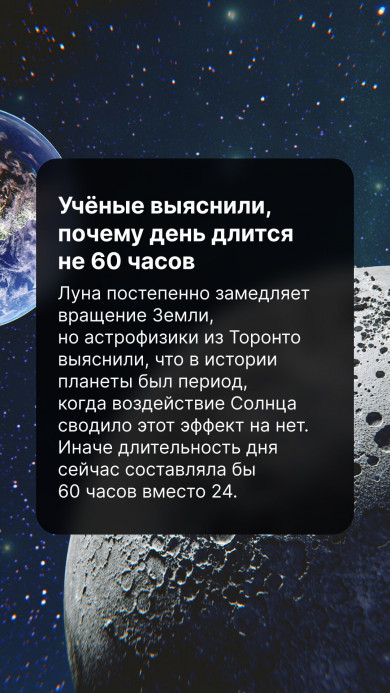 Учёные выяснили,
почему день длится
не 60 часов
Луна постепенно замедляет
вращение Земли,
но астрофизики из Торонто
выяснили, что в истории
планеты был период,
когда воздействие Солнца
сводило этот эффект на нет.
Иначе длительность дня
сейчас составляла бы
60 часов вместо 24.